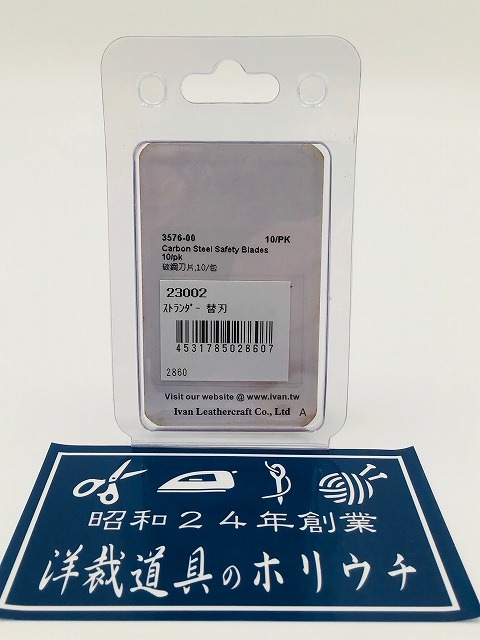 3576-00 10/PK
Carbon Steel Safety Blades
10/pk
碳鋼刀片,10/包
23002
ｽﾄﾗﾝﾀﾞｰ 替刃
4531785028607
2860
Visit our website @ www.ivan.tw
Ivan Leathercraft Co., Ltd A
昭和２４年創業
洋裁道具のホリウチ